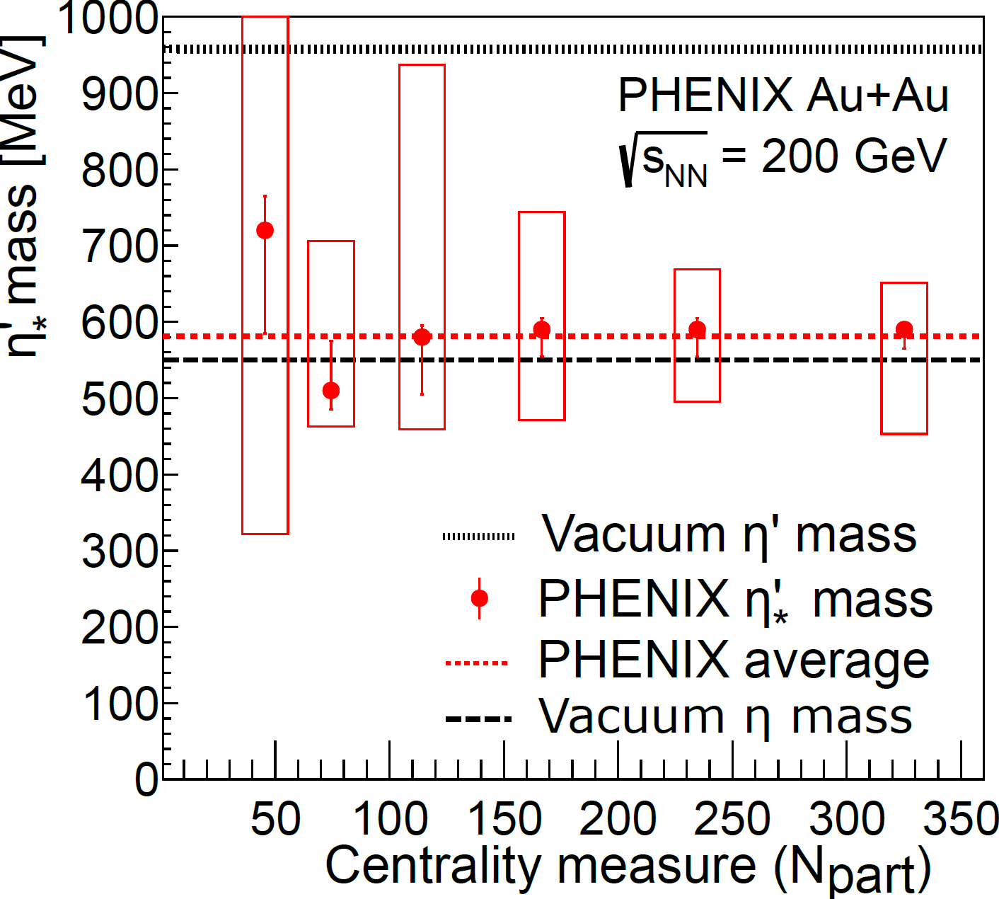 η'* mass [MeV]
1000
900
800
700
600
500
400
300
200
100
0
PHENIX Au+Au
√sNN = 200 GeV
Vacuum η' mass
PHENIX η'* mass
PHENIX average
Vacuum η mass
50 100 150 200 250 300 350
Centrality measure (Npart)